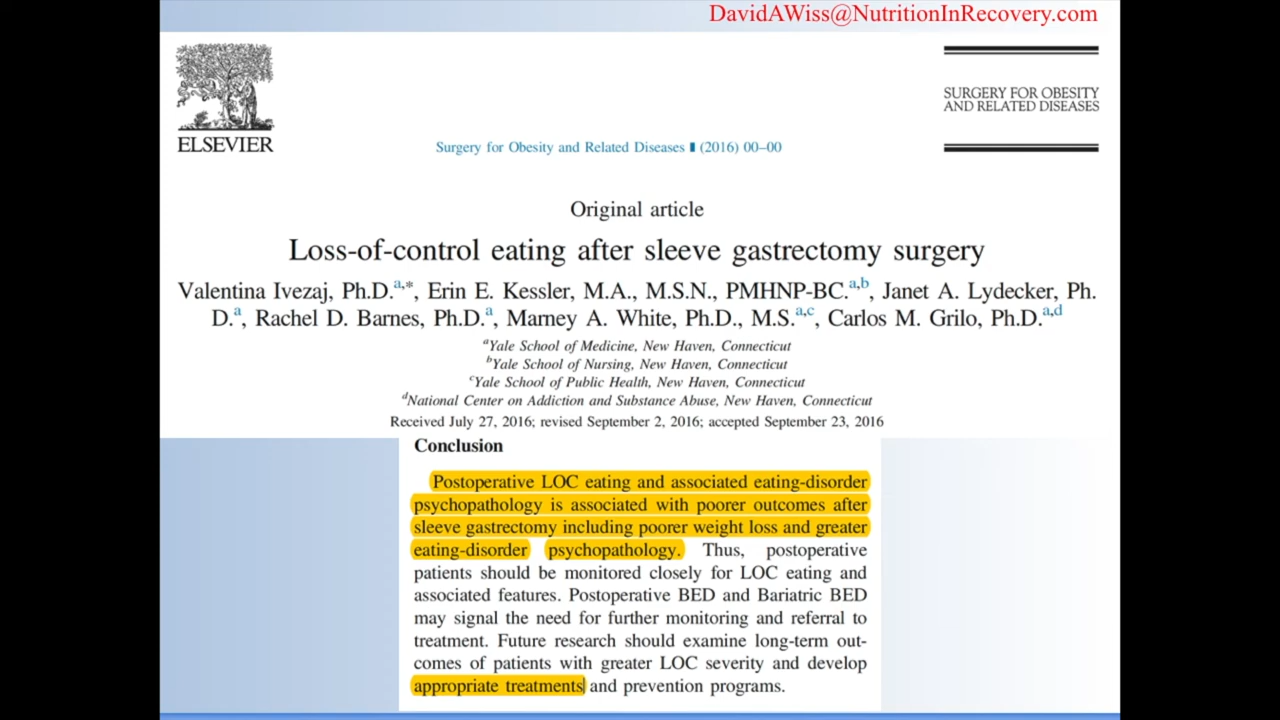 DavidAWiss@NutritionInRecovery.com
ELSEVIER
SURGERY FOR OBESITY
AND RELATED DISEASES
Surgery for Obesity and Related Diseases ▮ (2016) 00–00
Original article
Loss-of-control eating after sleeve gastrectomy surgery
Valentina Ivezaj, Ph.D.a,*, Erin E. Kessler, M.A., M.S.N., PMHNP-BC.a,b, Janet A. Lydecker, Ph.
D.a, Rachel D. Barnes, Ph.D.a, Marney A. White, Ph.D., M.S.a,c, Carlos M. Grilo, Ph.D.a,d
aYale School of Medicine, New Haven, Connecticut
bYale School of Nursing, New Haven, Connecticut
cYale School of Public Health, New Haven, Connecticut
dNational Center on Addiction and Substance Abuse, New Haven, Connecticut
Received July 27, 2016; revised September 2, 2016; accepted September 23, 2016
Conclusion
Postoperative LOC eating and associated eating-disorder
psychopathology is associated with poorer outcomes after
sleeve gastrectomy including poorer weight loss and greater
eating-disorder psychopathology. Thus, postoperative
patients should be monitored closely for LOC eating and
associated features. Postoperative BED and Bariatric BED
may signal the need for further monitoring and referral to
treatment. Future research should examine long-term out-
comes of patients with greater LOC severity and develop
appropriate treatments and prevention programs.